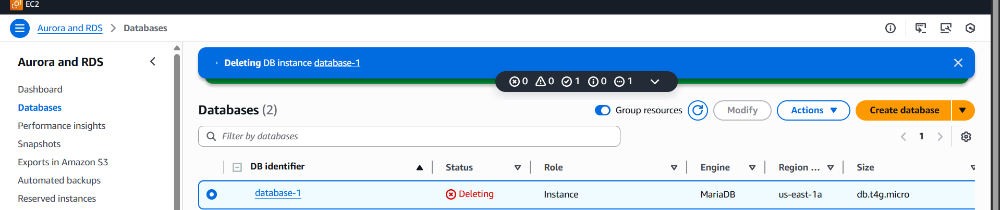 EC2
Aurora and RDS > Databases
Aurora and RDS
Dashboard
Databases
Performance insights
Snapshots
Exports in Amazon S3
Automated backups
Reserved instances
Deleting DB instance database-1
0 0 1 0 1
Databases (2)
Group resources
Modify
Actions
Create database
Filter by databases
1
DB identifier Status Role Engine Region ... Size
database-1 Deleting Instance MariaDB us-east-1a db.t4g.micro